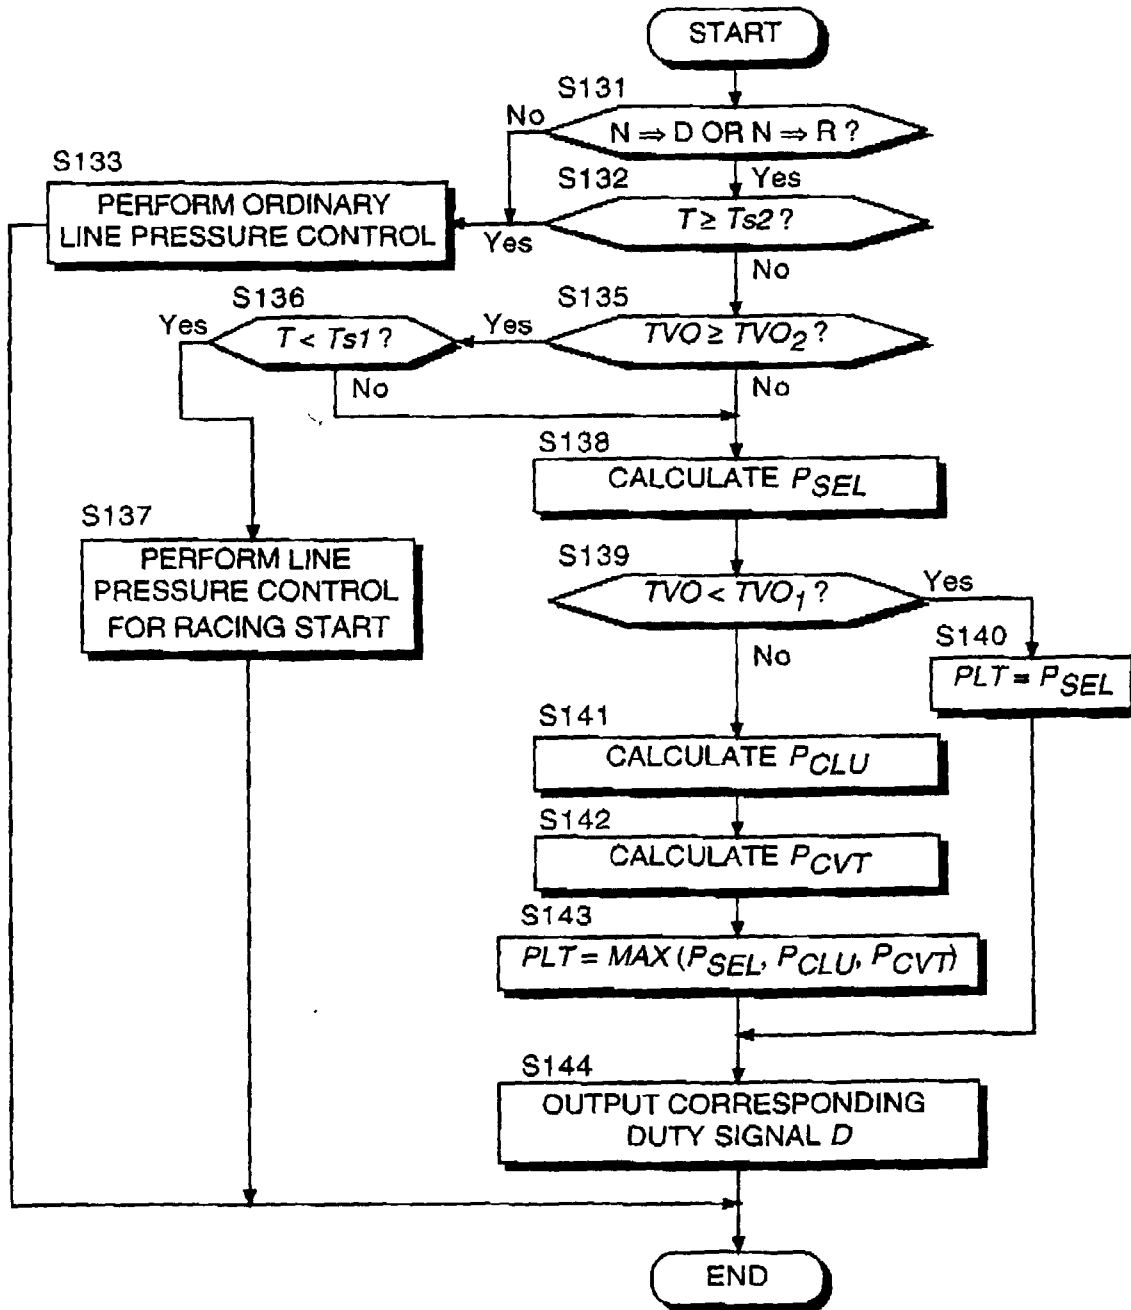 START
S131
No
N ⇒ D OR N ⇒ R ?
S133
S132
Yes
PERFORM ORDINARY
LINE PRESSURE CONTROL
Yes
T ≥ Ts2 ?
No
S136
S135
Yes
T < Ts1 ?
Yes
TVO ≥ TVO2 ?
No
No
S138
CALCULATE PSEL
S137
PERFORM LINE
PRESSURE CONTROL
FOR RACING START
S139
TVO < TVO1 ?
Yes
No
S140
PLT = PSEL
S141
CALCULATE PCLU
S142
CALCULATE PCVT
S143
PLT = MAX (PSEL, PCLU, PCVT)
S144
OUTPUT CORRESPONDING
DUTY SIGNAL D
END